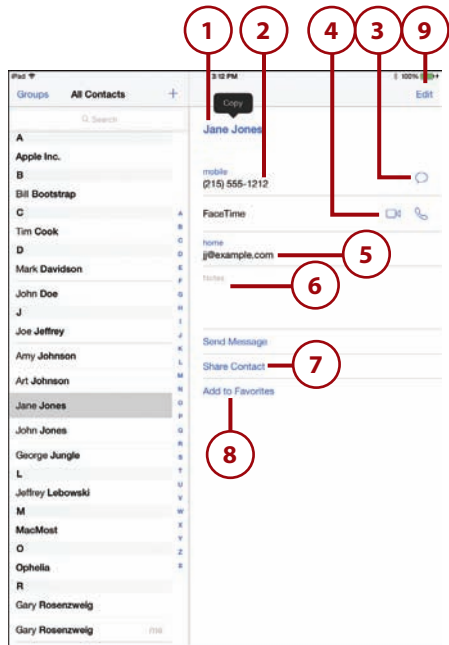 1
2
4
3
9
iPad
3:12 PM
100%
Groups
All Contacts
+
Edit
Search
Copy
A
Apple Inc.
B
Bill Bootstrap
C
Tim Cook
D
Mark Davidson
John Doe
J
Joe Jeffrey
Amy Johnson
Art Johnson
Jane Jones
John Jones
George Jungle
L
Jeffrey Lebowski
M
MacMost
O
Ophelia
R
Gary Rosenzweig
Gary Rosenzweig me
A
B
C
D
E
F
G
H
I
J
K
L
M
N
O
P
Q
R
S
T
U
V
W
X
Y
Z
#
Jane Jones
mobile
(215) 555-1212
FaceTime
home
jj@example.com
5
Notes
6
Send Message
Share Contact
7
Add to Favorites
8